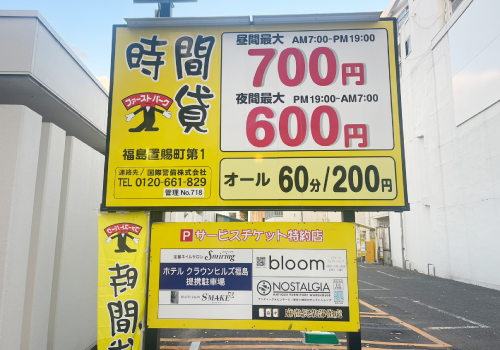 時間貸
ファーストパーク
福島置賜町第1
連絡先/国際警備株式会社
TEL 0120-661-829
管理 No.718
昼間最大 AM7:00-PM19:00
700円
夜間最大 PM19:00-AM7:00
600円
オール 60分/200円
P サービスチケット特約店
Smiring
ホテル クラウンヒルズ福島
提携駐車場
SMAKE
bloom
NOSTALGIA
ファーストパーク
時間貸